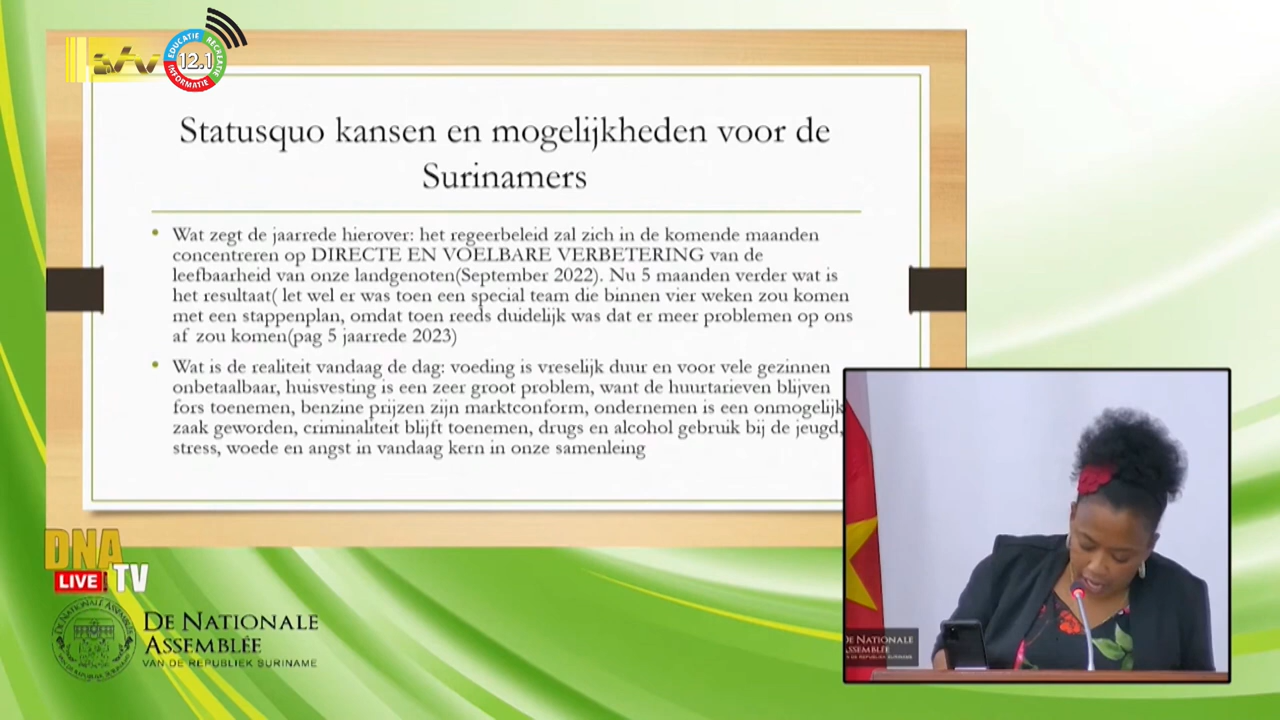 atv
EDUCATIE
RECREATIE
INFORMATIE
12.1
Statusquo kansen en mogelijkheden voor de
Surinamers
• Wat zegt de jaarrede hierover: het regeerbeleid zal zich in de komende maanden
concentreren op DIRECTE EN VOELBARE VERBETERING van de
leefbaarheid van onze landgenoten(September 2022). Nu 5 maanden verder wat is
het resultaat( let wel er was toen een special team die binnen vier weken zou komen
met een stappenplan, omdat toen reeds duidelijk was dat er meer problemen op ons
af zou komen(pag 5 jaarrede 2023)
• Wat is de realiteit vandaag de dag: voeding is vreselijk duur en voor vele gezinnen
onbetaalbaar, huisvesting is een zeer groot problem, want de huurtarieven blijven
fors toenemen, benzine prijzen zijn marktconform, ondernemen is een onmogelijk
zaak geworden, criminaliteit blijft toenemen, drugs en alcohol gebruik bij de jeugd,
stress, woede en angst in vandaag kern in onze samenleing
DNA
LIVE TV
DE NATIONALE
ASSEMBLÉE
VAN DE REPUBLIEK SURINAME
DE NATIONALE
ASSEMBLÉE